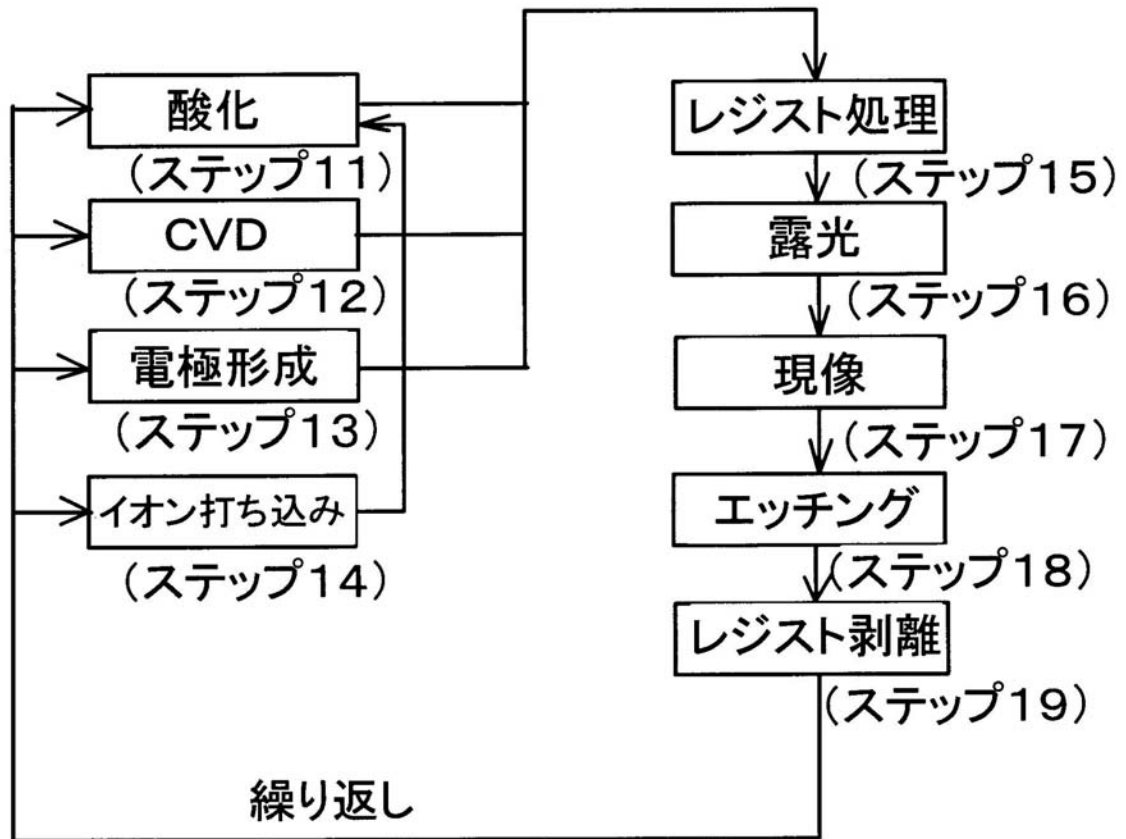 酸化
(ステップ11)
CVD
(ステップ12)
電極形成
(ステップ13)
イオン打ち込み
(ステップ14)
レジスト処理
(ステップ15)
露光
(ステップ16)
現像
(ステップ17)
エッチング
(ステップ18)
レジスト剥離
(ステップ19)
繰り返し